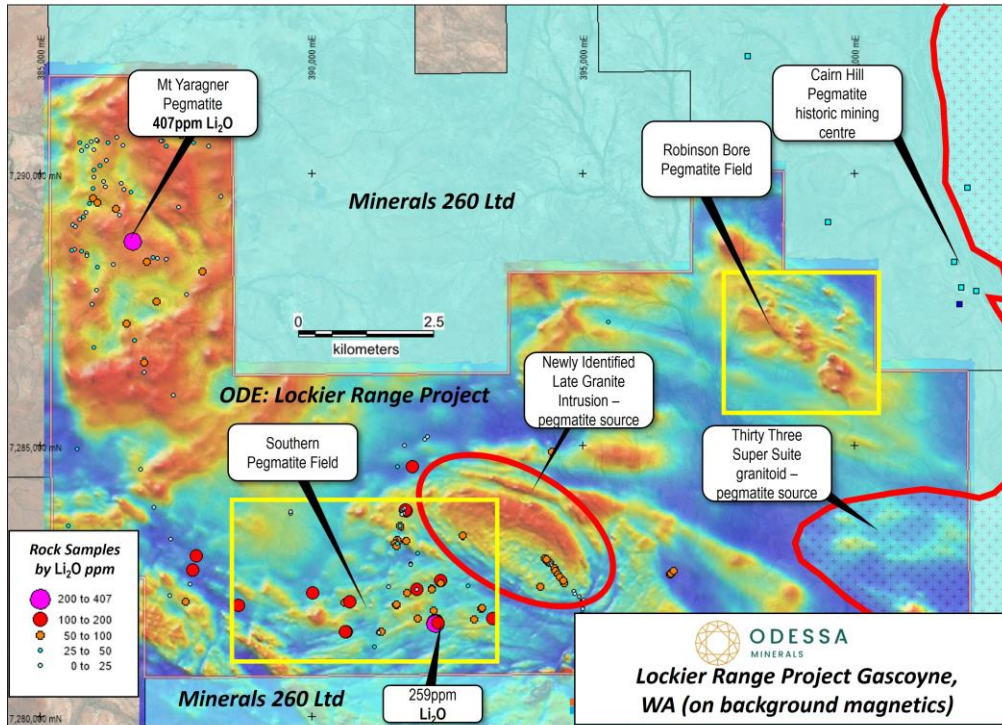 385,000 mE
390,000 mE
395,000 mE
Mt Yaragner
Pegmatite
407ppm Li₂O
Cairn Hill
Pegmatite
historic mining
centre
Robinson Bore
Pegmatite Field
7,290,000 mN
Minerals 260 Ltd
0
2.5
kilometers
ODE: Lockier Range Project
Newly Identified
Late Granite
Intrusion –
pegmatite source
Southern
Pegmatite Field
Thirty Three
Super Suite
granitoid –
pegmatite source
7,285,000 mN
Rock Samples
by Li₂O ppm
200 to 407
100 to 200
50 to 100
25 to 50
0 to 25
259ppm
Li₂O
Minerals 260 Ltd
7,280,000 mN
ODESSA
MINERALS
Lockier Range Project Gascoyne,
WA (on background magnetics)